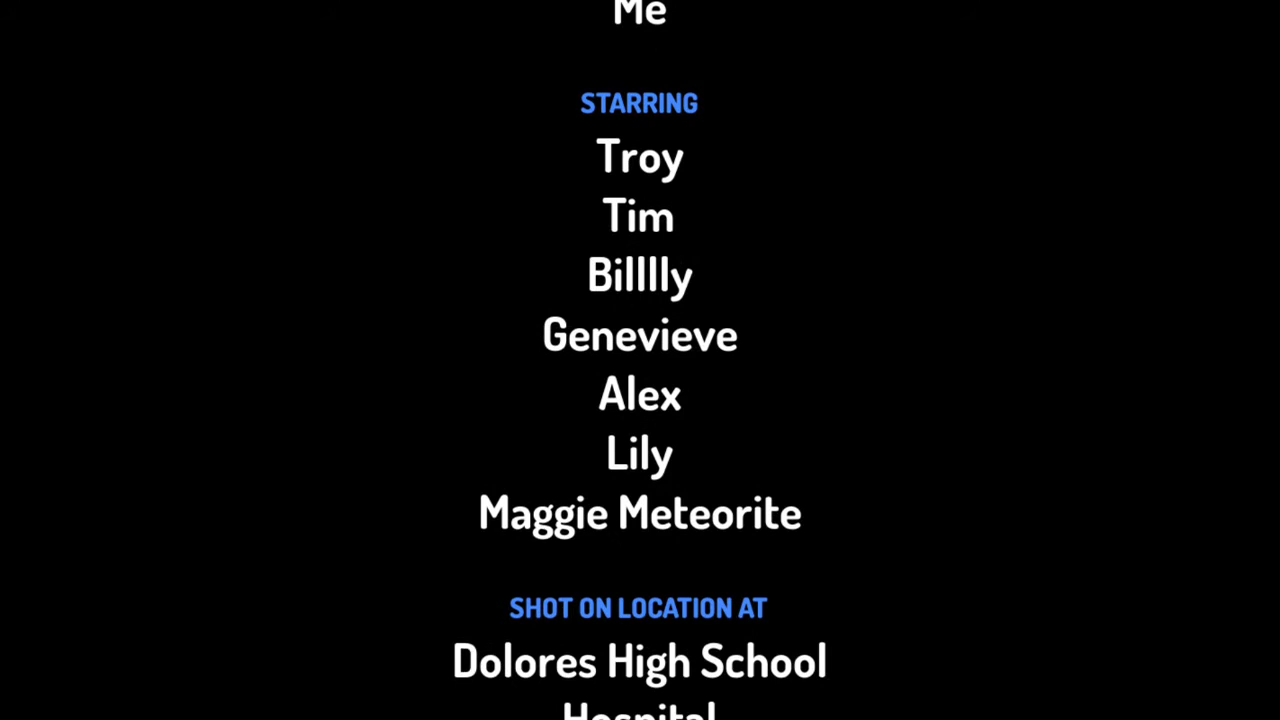 Me
STARRING
Troy
Tim
Billlly
Genevieve
Alex
Lily
Maggie Meteorite
SHOT ON LOCATION AT
Dolores High School
Hospital